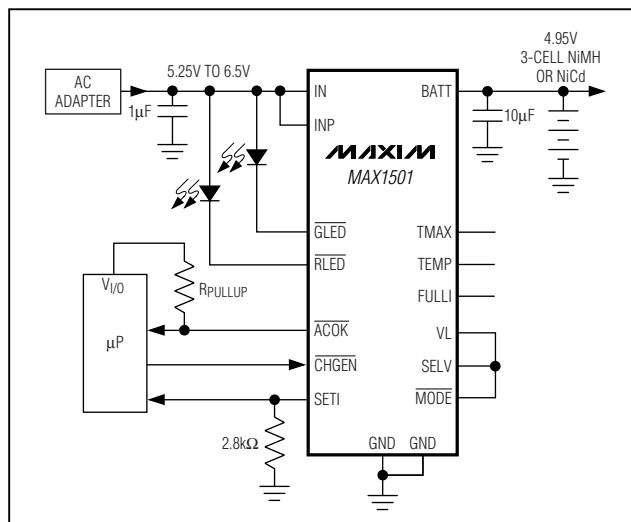 4.95V
3-CELL NiMH
OR NiCd
5.25V TO 6.5V
AC
ADAPTER
1µF
IN
BATT
10µF
INP
MAXIM
MAX1501
GLED
TMAX
RLED
TEMP
VI/O
RPULLUP
FULLI
µP
ACOK
VL
CHGEN
SELV
SETI
MODE
2.8kΩ
GND GND